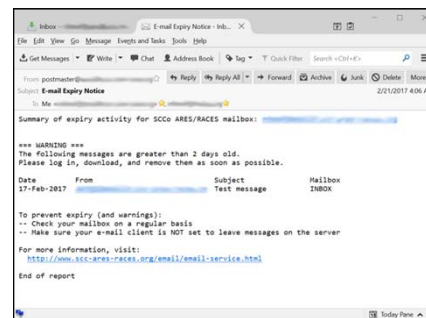 Inbox
E-mail Expiry Notice - Inb...
File Edit View Go Message Events and Tasks Tools Help
Get Messages Write Chat Address Book Tag Quick Filter Search <Ctrl+K>
From postmaster@ Reply Reply All Forward Archive Junk Delete More
Subject E-mail Expiry Notice 2/21/2017 4:06 A
To Me
Summary of expiry activity for SCCo ARES/RACES mailbox:
=== WARNING ===
The following messages are greater than 2 days old.
Please log in, download, and remove them as soon as possible.
Date From Subject Mailbox
17-Feb-2017 Test message INBOX
To prevent expiry (and warnings):
-- Check your mailbox on a regular basis
-- Make sure your e-mail client is NOT set to leave messages on the server
For more information, visit:
http://www.scc-ares-races.org/email/email-service.html
End of report
Today Pane